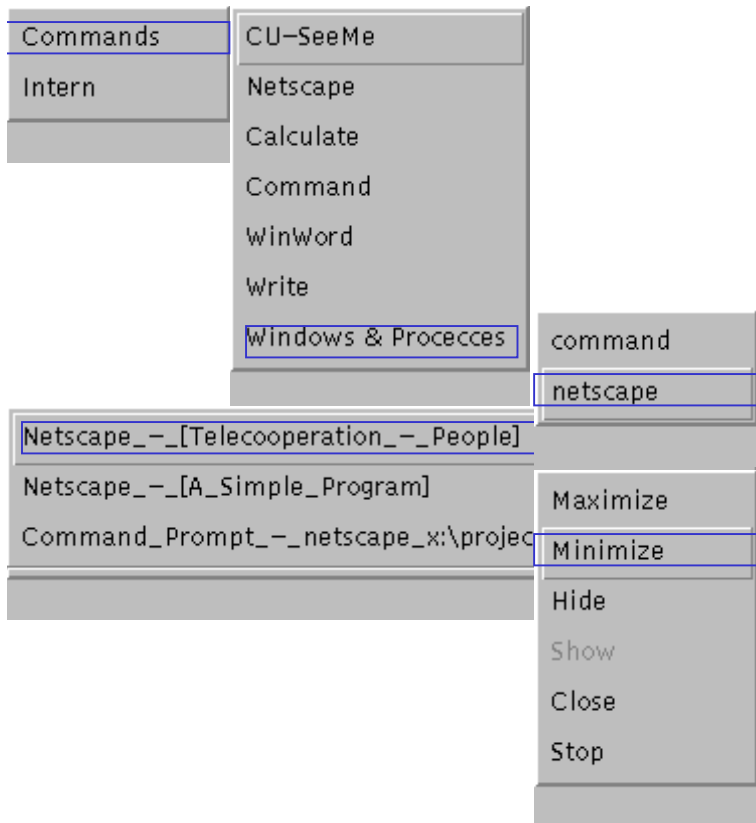 Commands
Intern
CU-SeeMe
Netscape
Calculate
Command
WinWord
Write
Windows & Procecces
command
netscape
Netscape_-_[Telecooperation_-_People]
Netscape_-_[A_Simple_Program]
Command_Prompt_-_netscape_x:\projec
Maximize
Minimize
Hide
Show
Close
Stop